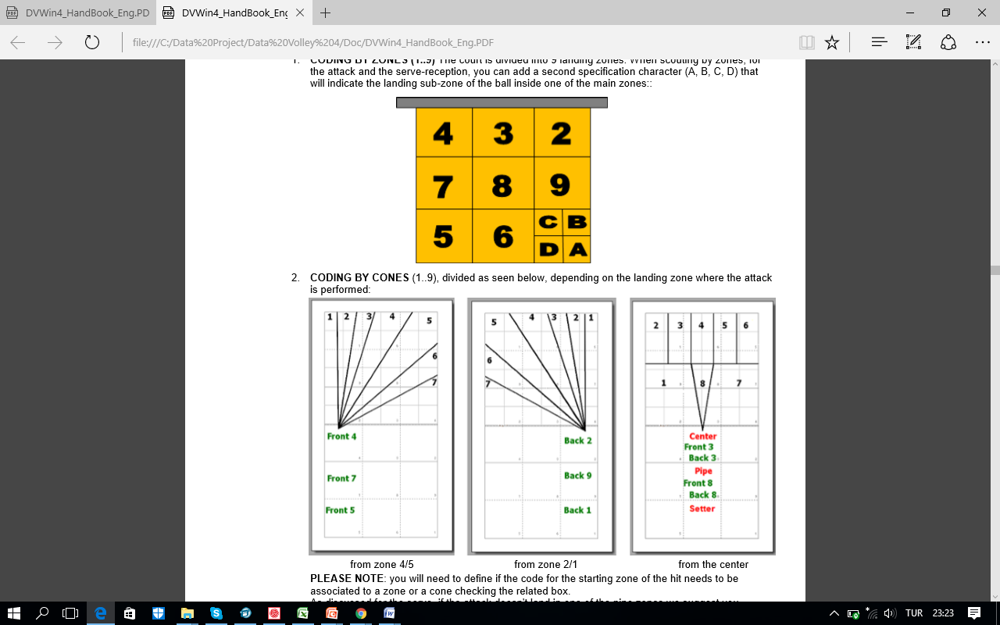 DVWin4_HandBook_Eng.PD
DVWin4_HandBook_Eng
file:///C:/Data%20Project/Data%20Volley%204/Doc/DVWin4_HandBook_Eng.PDF
1. CODING BY ZONES (1..9) The court is divided into 9 landing zones. When scouting by zones, for
the attack and the serve-reception, you can add a second specification character (A, B, C, D) that
will indicate the landing sub-zone of the ball inside one of the main zones::
4 3 2
7 8 9
5 6 C B
D A
2. CODING BY CONES (1..9), divided as seen below, depending on the landing zone where the attack
is performed:
1 2 3 4 5
6
7
Front 4
Front 7
Front 5
5 4 3 2 1
6
7
Back 2
Back 9
Back 1
2 3 4 5 6
1 8 7
Center
Front 3
Back 3
Pipe
Front 8
Back 8
Setter
from zone 4/5 from zone 2/1 from the center
PLEASE NOTE: you will need to define if the code for the starting zone of the hit needs to be
associated to a zone or a cone checking the related box.
TUR 23:23